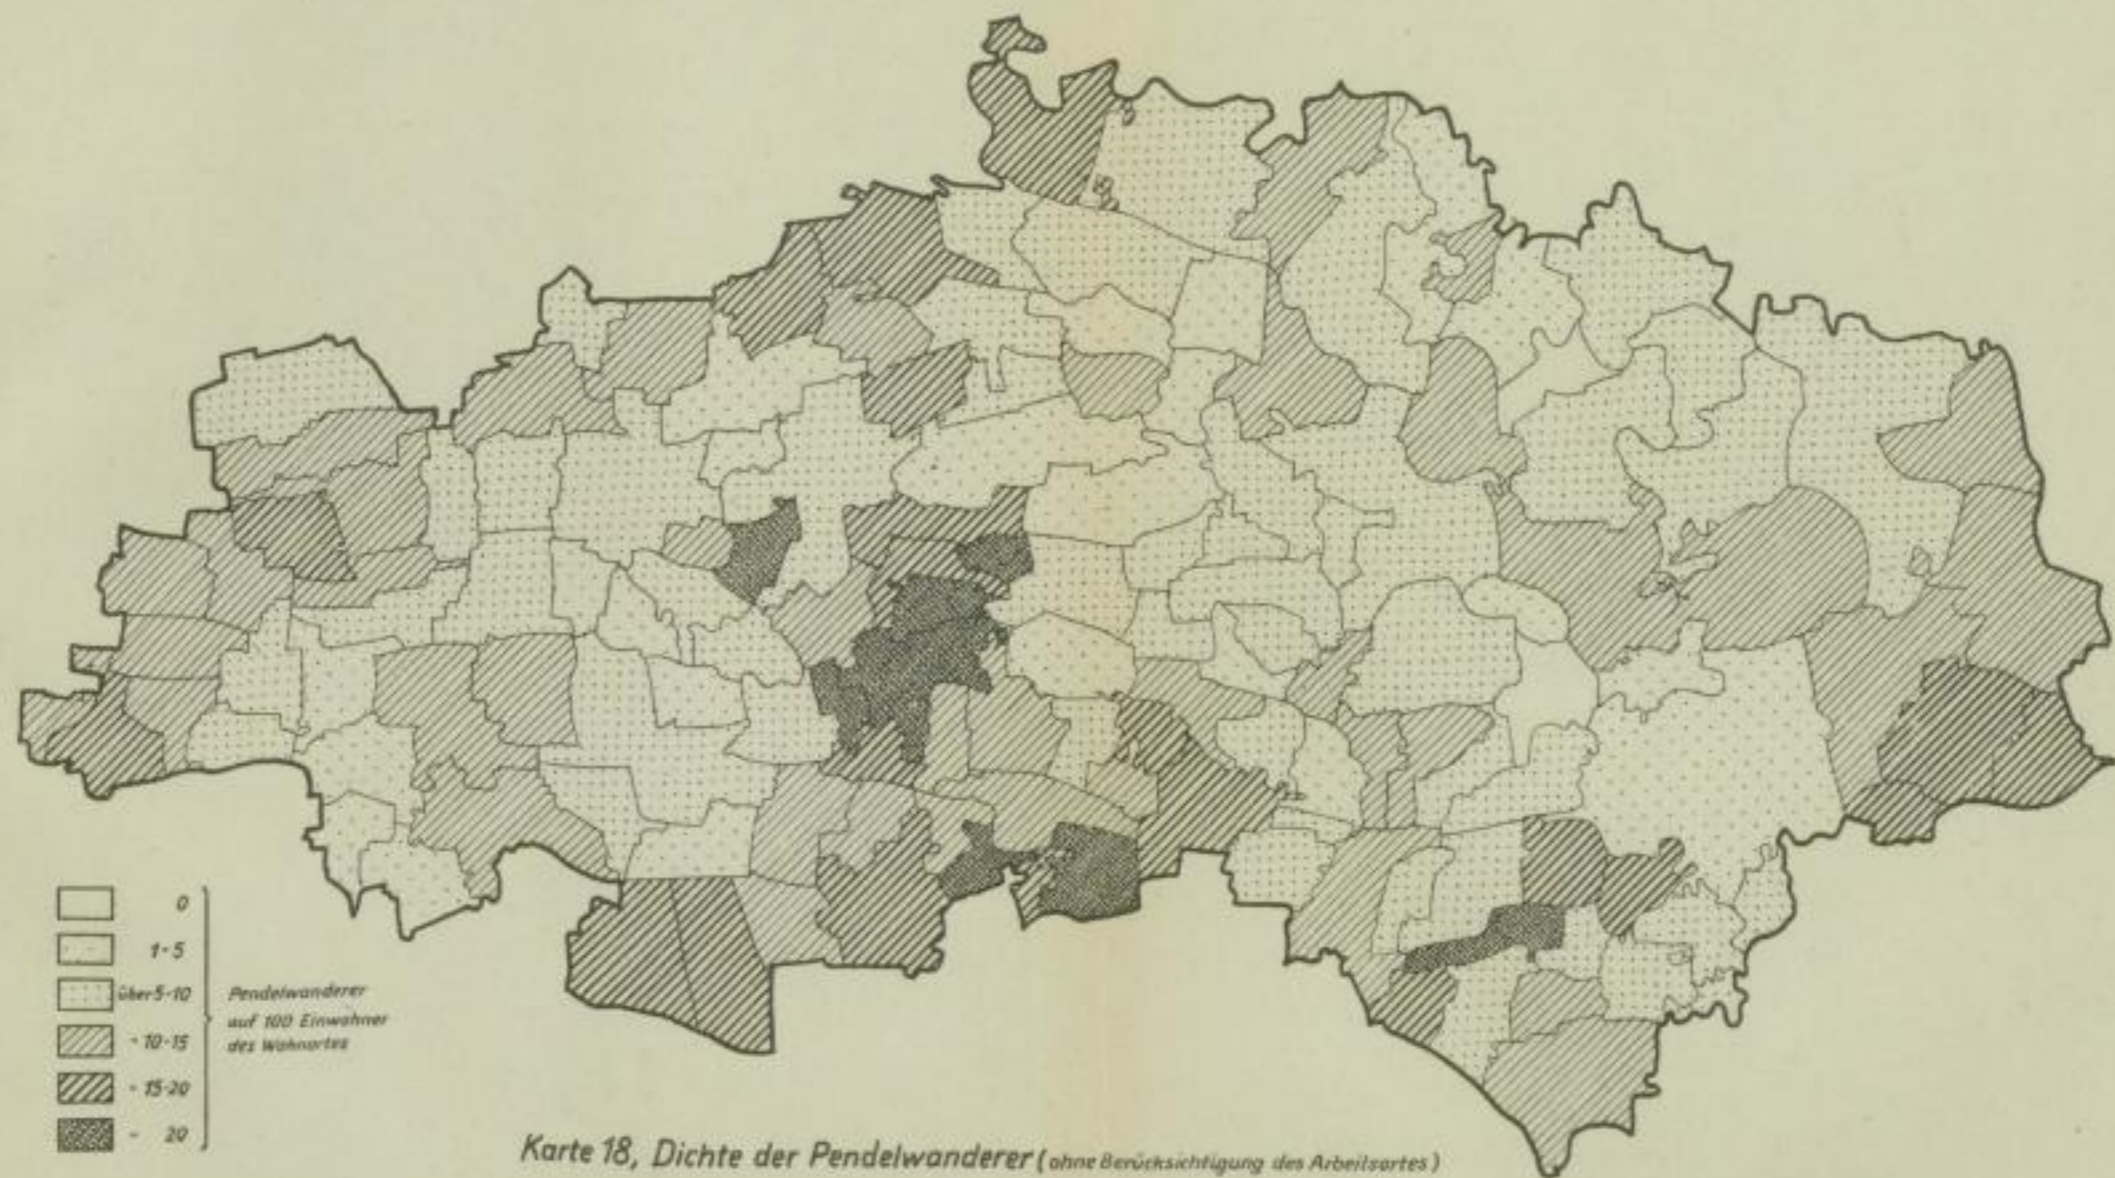 0
1-5
über 5-10
- 10-15
- 15-20
- 20
Pendelwanderer
auf 100 Einwohner
des Wohnortes
Karte 18, Dichte der Pendelwanderer (ohne Berücksichtigung des Arbeitsortes)